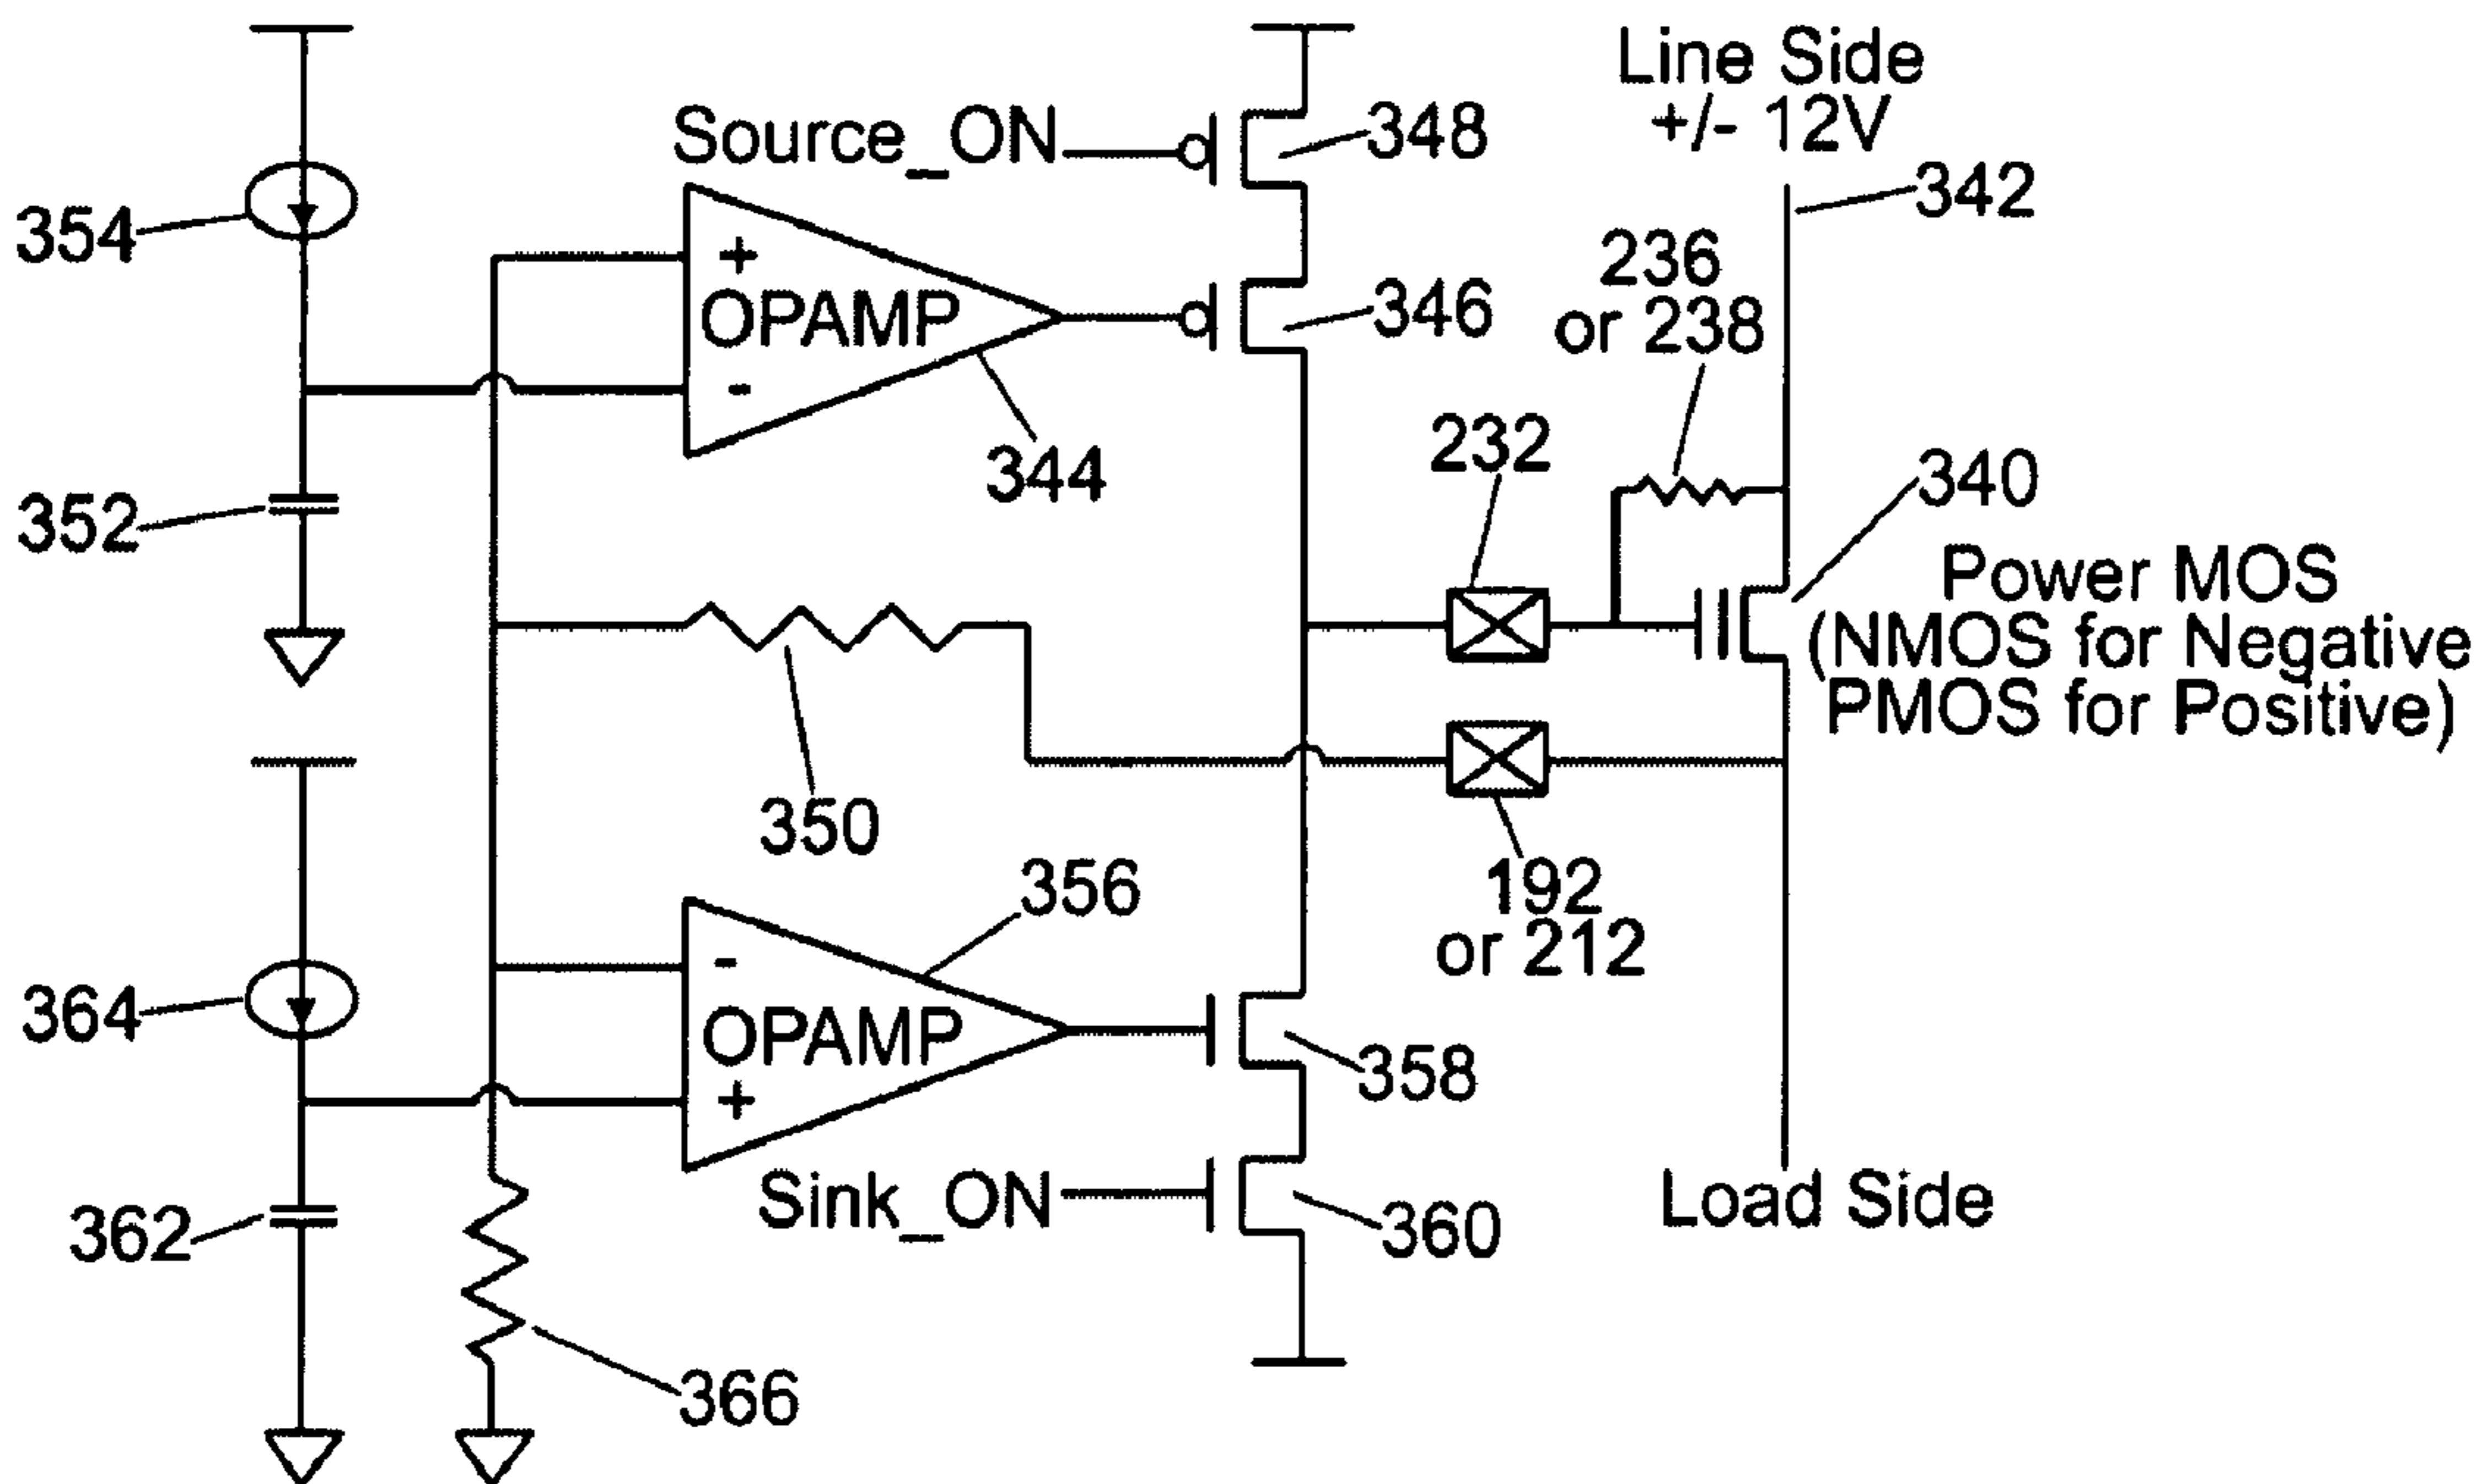 Line Side
+/- 12V
Source_ON
348
342
354
236
or 238
+
OPAMP
-
346
232
340
344
352
Power MOS
(NMOS for Negative
PMOS for Positive)
350
356
192
or 212
-
OPAMP
+
364
358
Sink_ON
Load Side
362
360
366